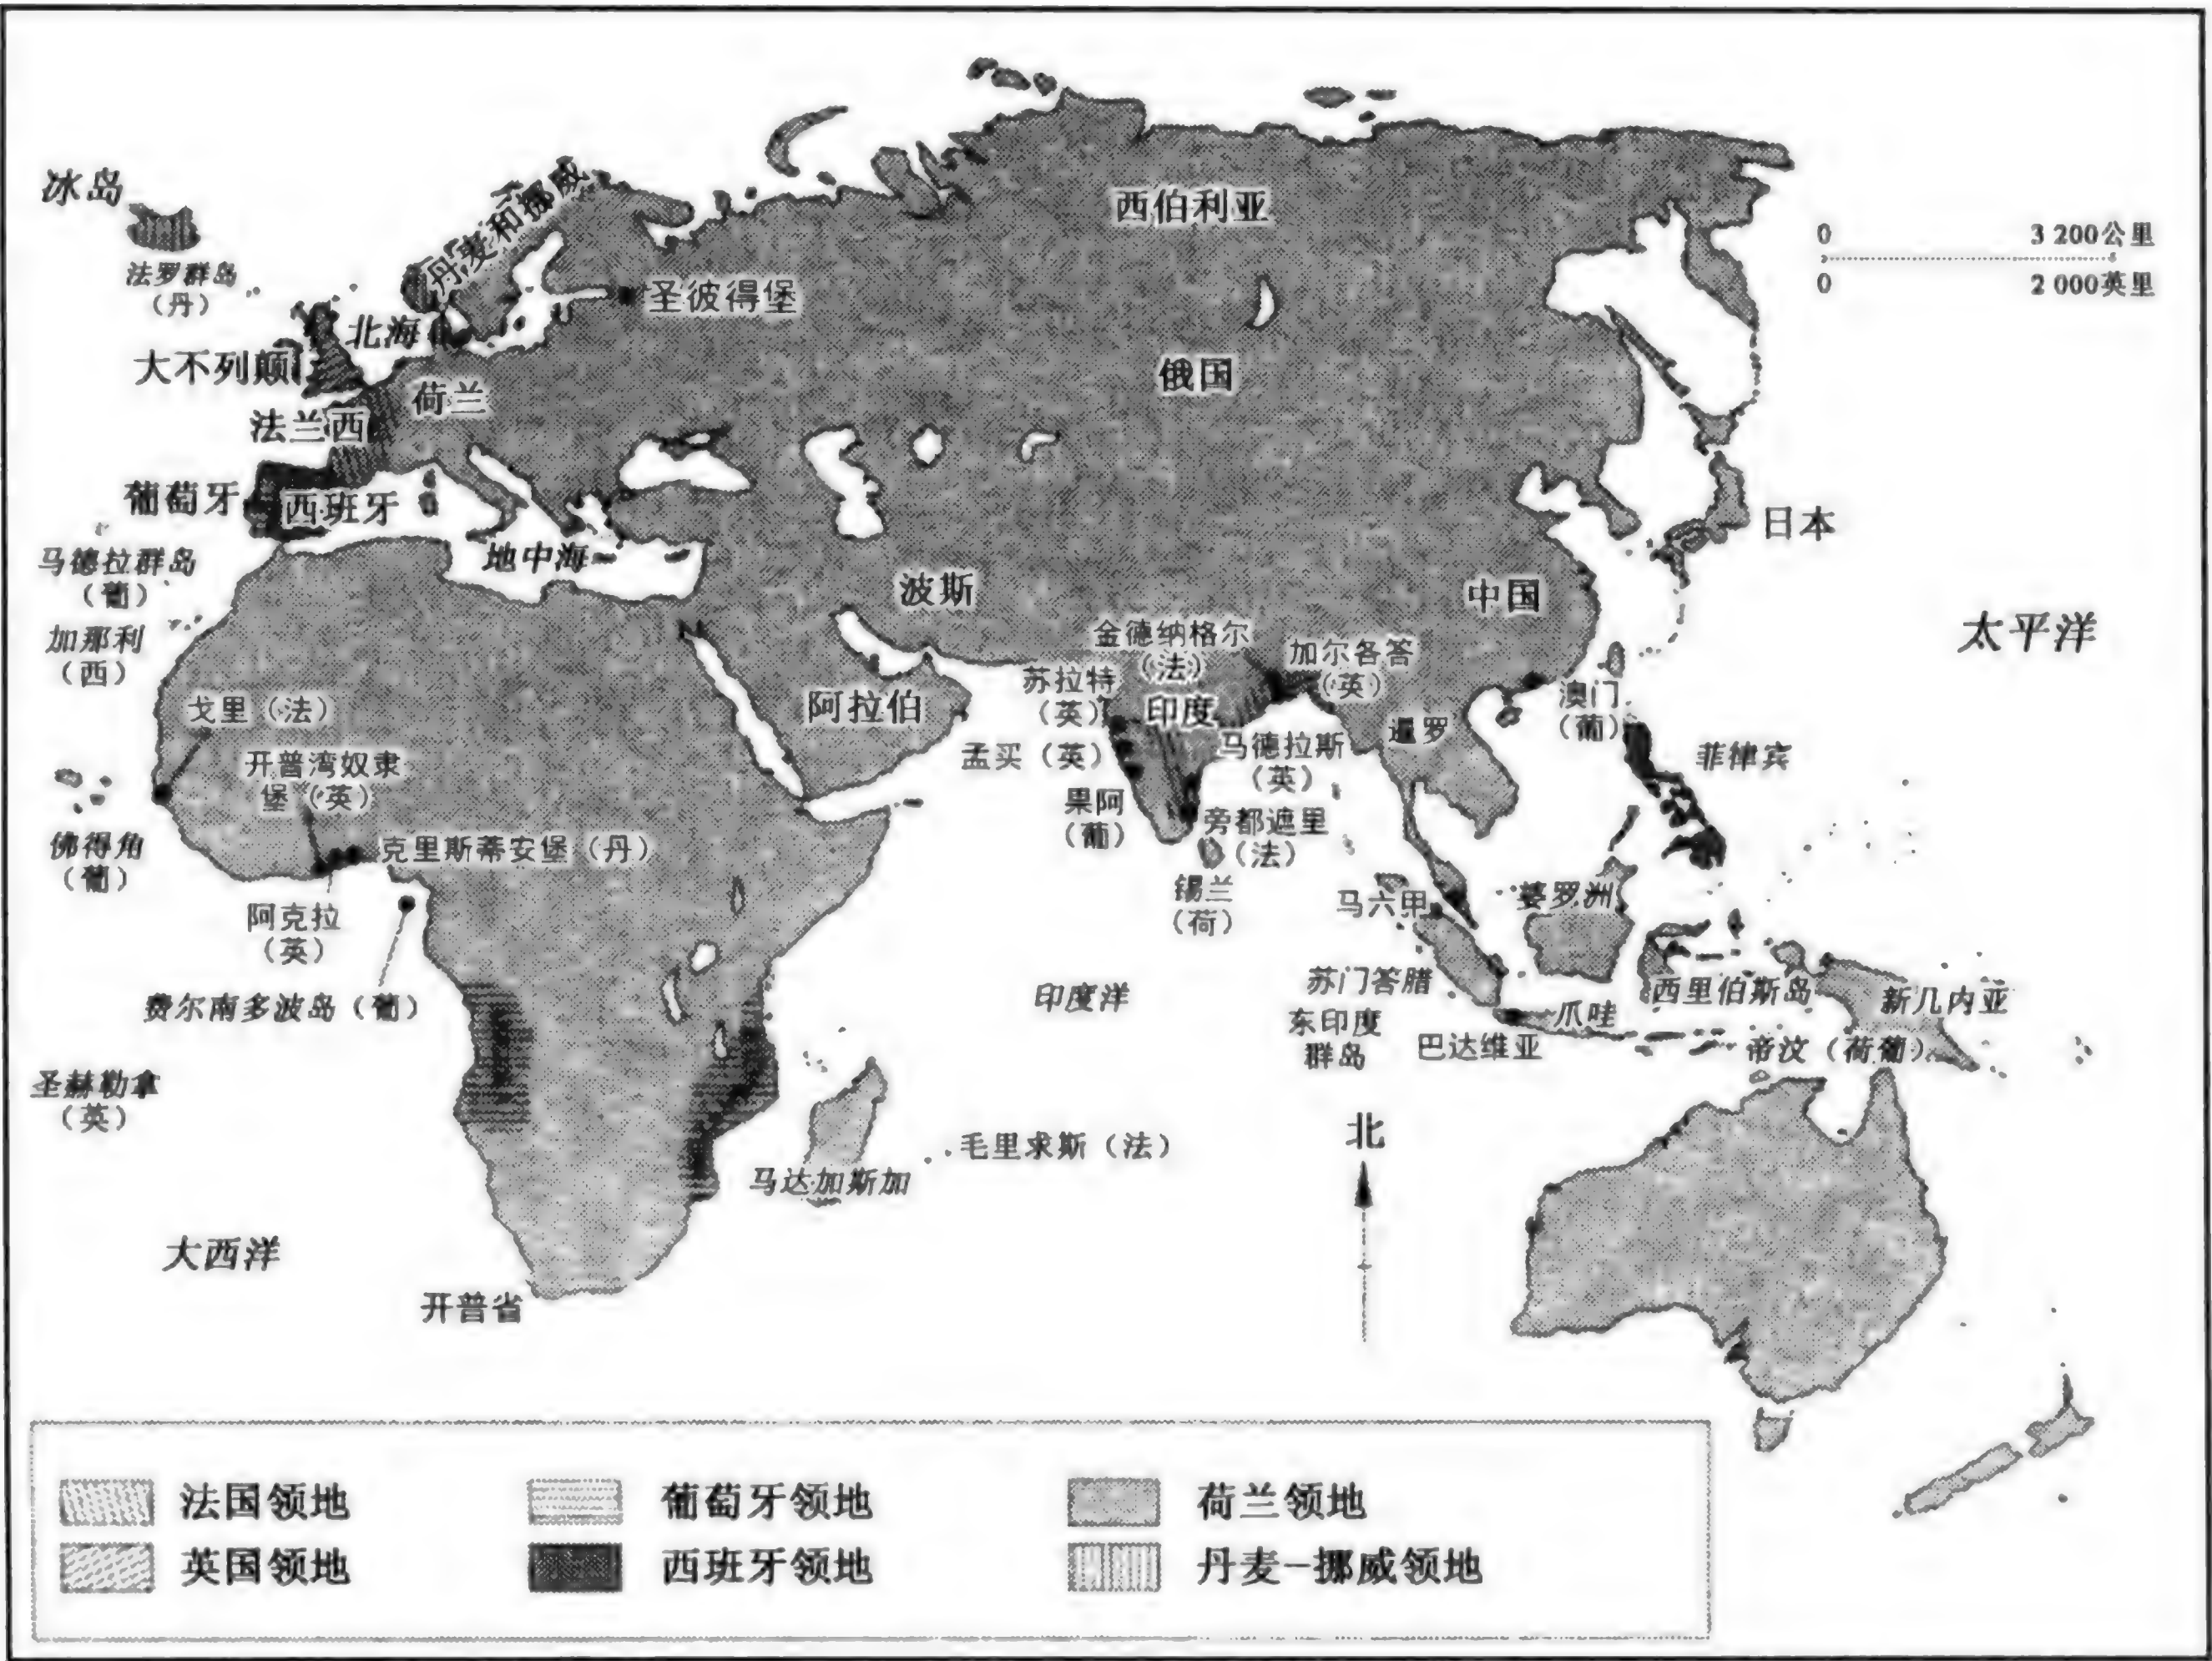 冰岛
法罗群岛
（丹）
丹麦和挪威
西伯利亚
0 3 200公里
0 2 000英里
圣彼得堡
北海
大不列颠
俄国
荷兰
法兰西
葡萄牙
西班牙
日本
地中海
马德拉群岛
（葡）
波斯
中国
太平洋
加那利
（西）
金德纳格尔
（法）
加尔各答
（英）
苏拉特
（英）
印度
阿拉伯
澳门
（葡）
戈里（法）
暹罗
孟买（英）
马德拉斯
（英）
菲律宾
开普湾奴隶
堡（英）
果阿
（葡）
旁都遮里
（法）
佛得角
（葡）
克里斯蒂安堡（丹）
锡兰
（荷）
马六甲
婆罗洲
阿克拉
（英）
费尔南多波岛（葡）
印度洋
苏门答腊
西里伯斯岛
新几内亚
东印度
群岛
爪哇
巴达维亚
帝汶（荷葡）
圣赫勒拿
（英）
北
毛里求斯（法）
马达加斯加
大西洋
开普省
法国领地
葡萄牙领地
荷兰领地
英国领地
西班牙领地
丹麦-挪威领地